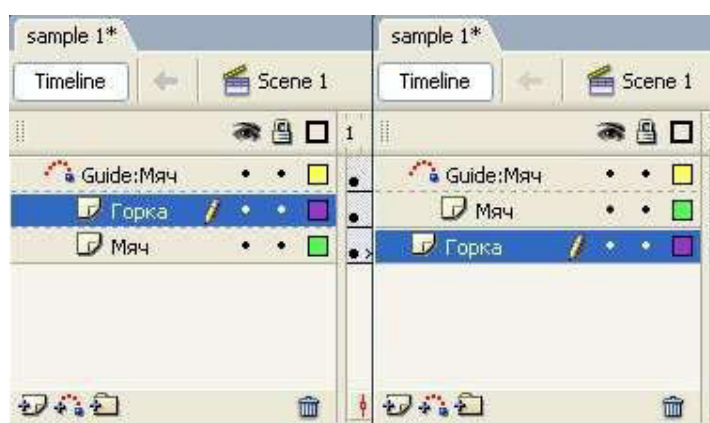 sample 1*
Timeline Scene 1
1
Guide:Мяч
Горка
Мяч
sample 1*
Timeline Scene 1
Guide:Мяч
Мяч
Горка